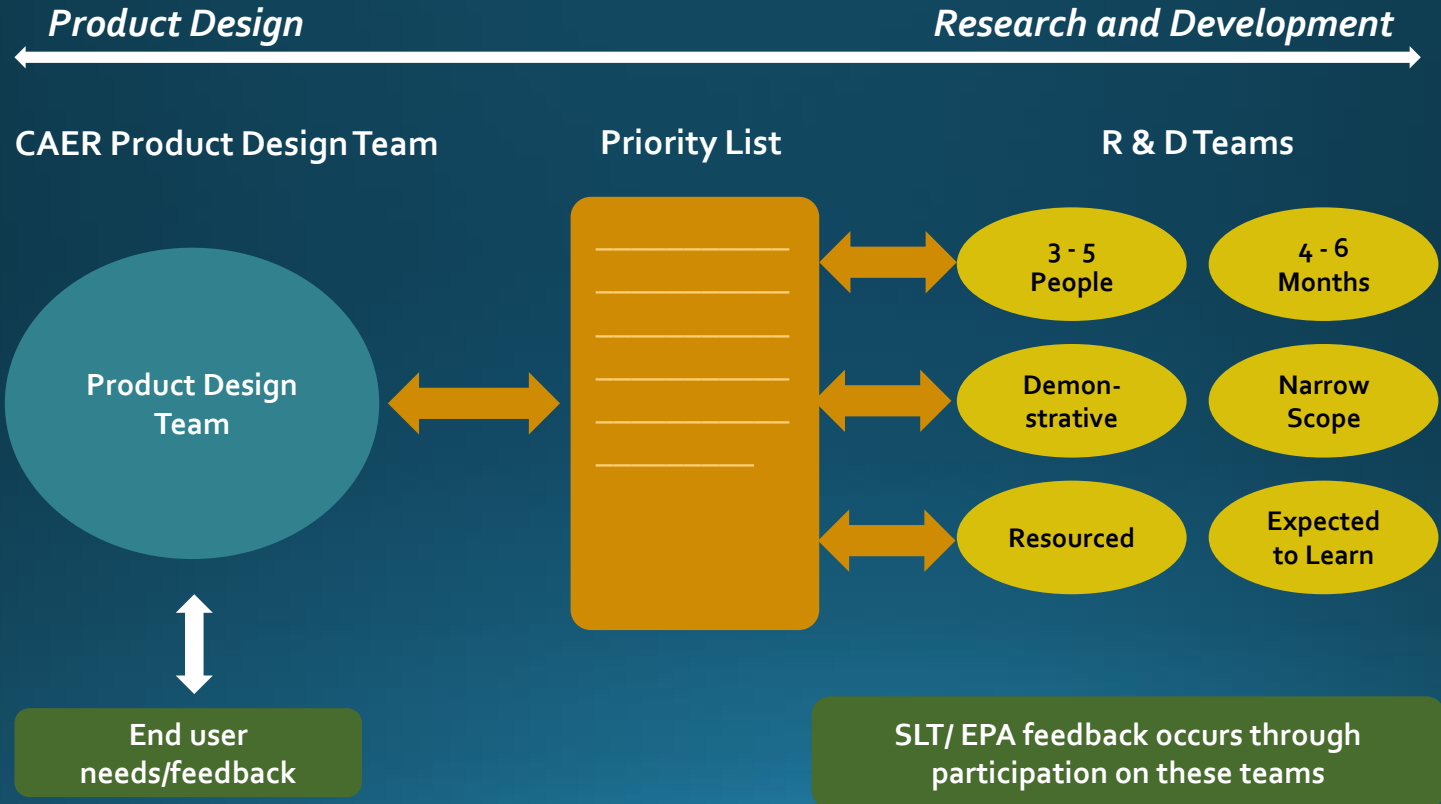 Product Design
Research and Development
CAER Product Design Team
Priority List
R & D Teams
Product Design
Team
3 - 5
People
4 - 6
Months
Demon-
strative
Narrow
Scope
Resourced
Expected
to Learn
End user
needs/feedback
SLT/ EPA feedback occurs through
participation on these teams